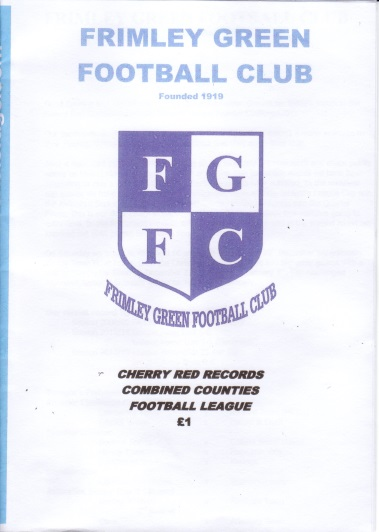 FRIMLEY GREEN
FOOTBALL CLUB
Founded 1919
F G
F C
FRIMLEY GREEN FOOTBALL CLUB
CHERRY RED RECORDS
COMBINED COUNTIES
FOOTBALL LEAGUE
£1